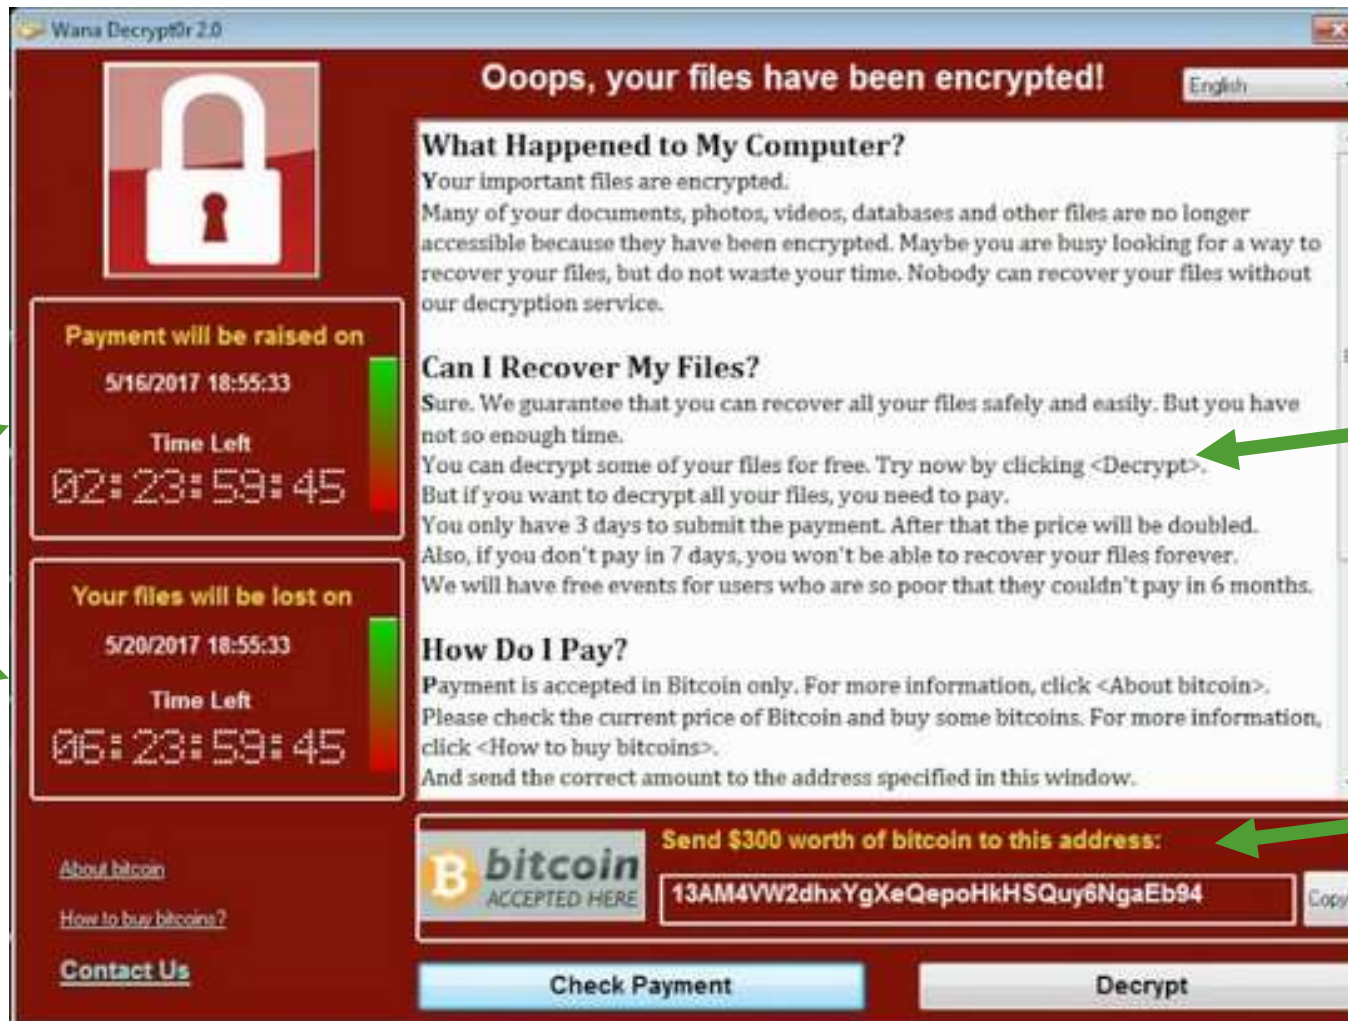 Wana Decrypt0r 2.0
Ooops, your files have been encrypted!
English
What Happened to My Computer?
Your important files are encrypted.
Many of your documents, photos, videos, databases and other files are no longer
accessible because they have been encrypted. Maybe you are busy looking for a way to
recover your files, but do not waste your time. Nobody can recover your files without
our decryption service.
Can I Recover My Files?
Sure. We guarantee that you can recover all your files safely and easily. But you have
not so enough time.
You can decrypt some of your files for free. Try now by clicking <Decrypt>.
But if you want to decrypt all your files, you need to pay.
You only have 3 days to submit the payment. After that the price will be doubled.
Also, if you don't pay in 7 days, you won't be able to recover your files forever.
We will have free events for users who are so poor that they couldn't pay in 6 months.
How Do I Pay?
Payment is accepted in Bitcoin only. For more information, click <About bitcoin>.
Please check the current price of Bitcoin and buy some bitcoins. For more information,
click <How to buy bitcoins>.
And send the correct amount to the address specified in this window.
Payment will be raised on
5/16/2017 18:55:33
Time Left
02:23:59:45
Your files will be lost on
5/20/2017 18:55:33
Time Left
06:23:59:45
About bitcoin
How to buy bitcoins?
Contact Us
bitcoin
ACCEPTED HERE
Send $300 worth of bitcoin to this address:
13AM4VW2dhxYgXeQepoHkHSQuy6NgaEb94
Copy
Check Payment
Decrypt